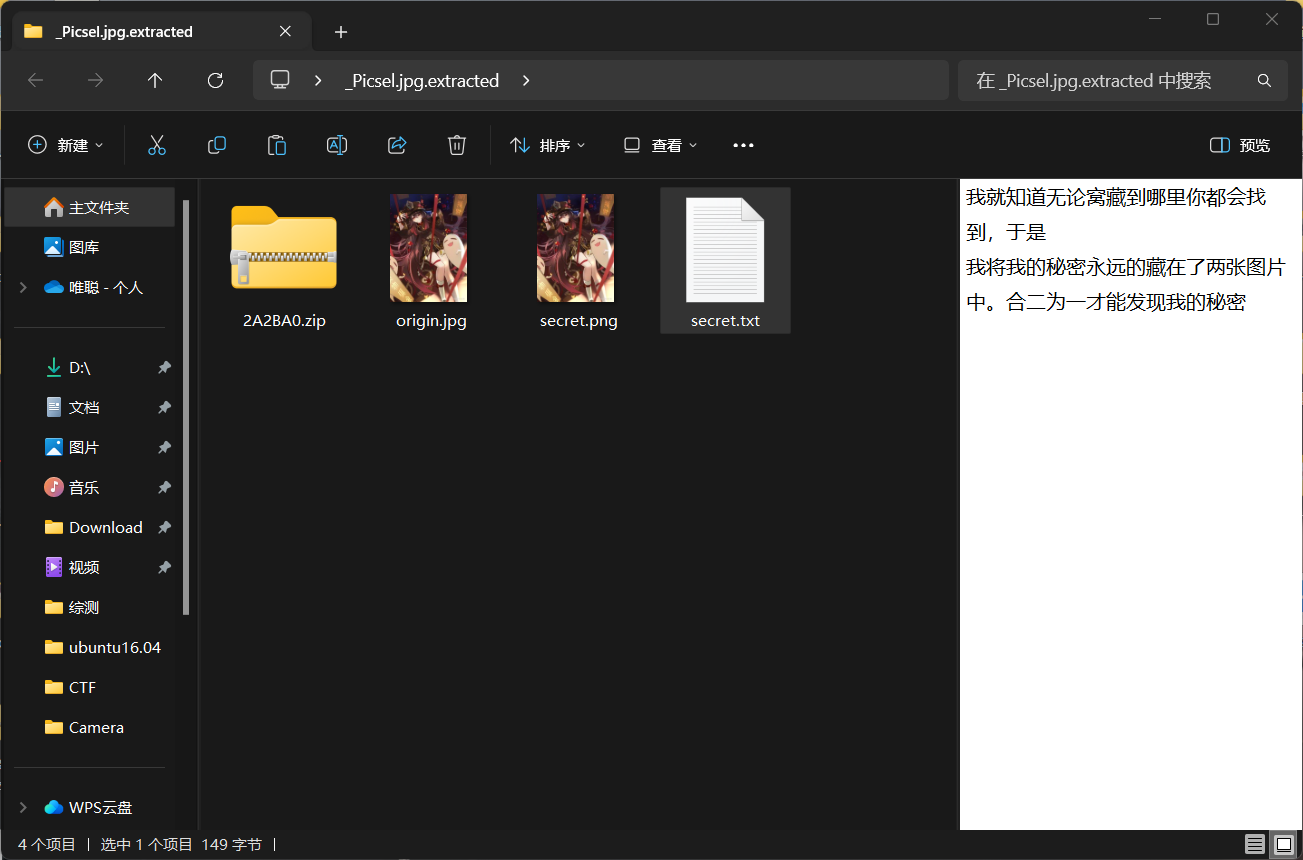 _Picsel.jpg.extracted
_Picsel.jpg.extracted
在 _Picsel.jpg.extracted 中搜索
新建
排序
查看
预览
主文件夹
图库
唯聪 - 个人
D:\
文档
图片
音乐
Download
视频
综测
ubuntu16.04
CTF
Camera
WPS云盘
2A2BA0.zip
origin.jpg
secret.png
secret.txt
我就知道无论窝藏到哪里你都会找
到，于是
我将我的秘密永远的藏在了两张图片
中。合二为一才能发现我的秘密
4 个项目
选中 1 个项目 149 字节